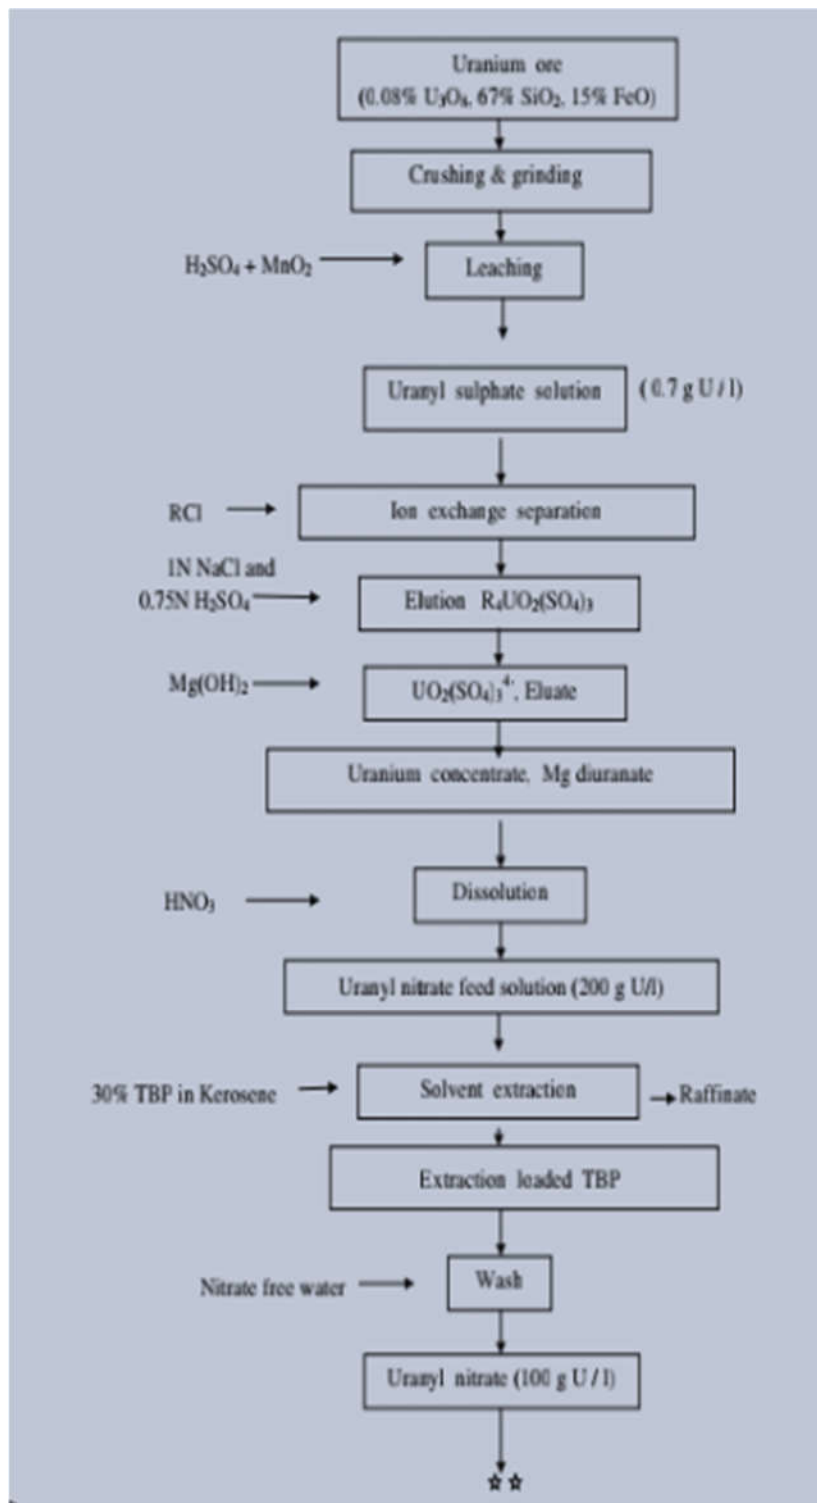 Uranium ore
(0.08% U₃O₈, 67% SiO₂, 15% FeO)
Crushing & grinding
H₂SO₄ + MnO₂
Leaching
Uranyl sulphate solution
(0.7 g U / l)
RCl
Ion exchange separation
1N NaCl and
0.75N H₂SO₄
Elution R₄UO₂(SO₄)₃
Mg(OH)₂
UO₂(SO₄)₃⁴⁻, Eluate
Uranium concentrate, Mg diuranate
HNO₃
Dissolution
Uranyl nitrate feed solution (200 g U/l)
30% TBP in Kerosene
Solvent extraction
Raffinate
Extraction loaded TBP
Nitrate free water
Wash
Uranyl nitrate (100 g U / l)
☆☆